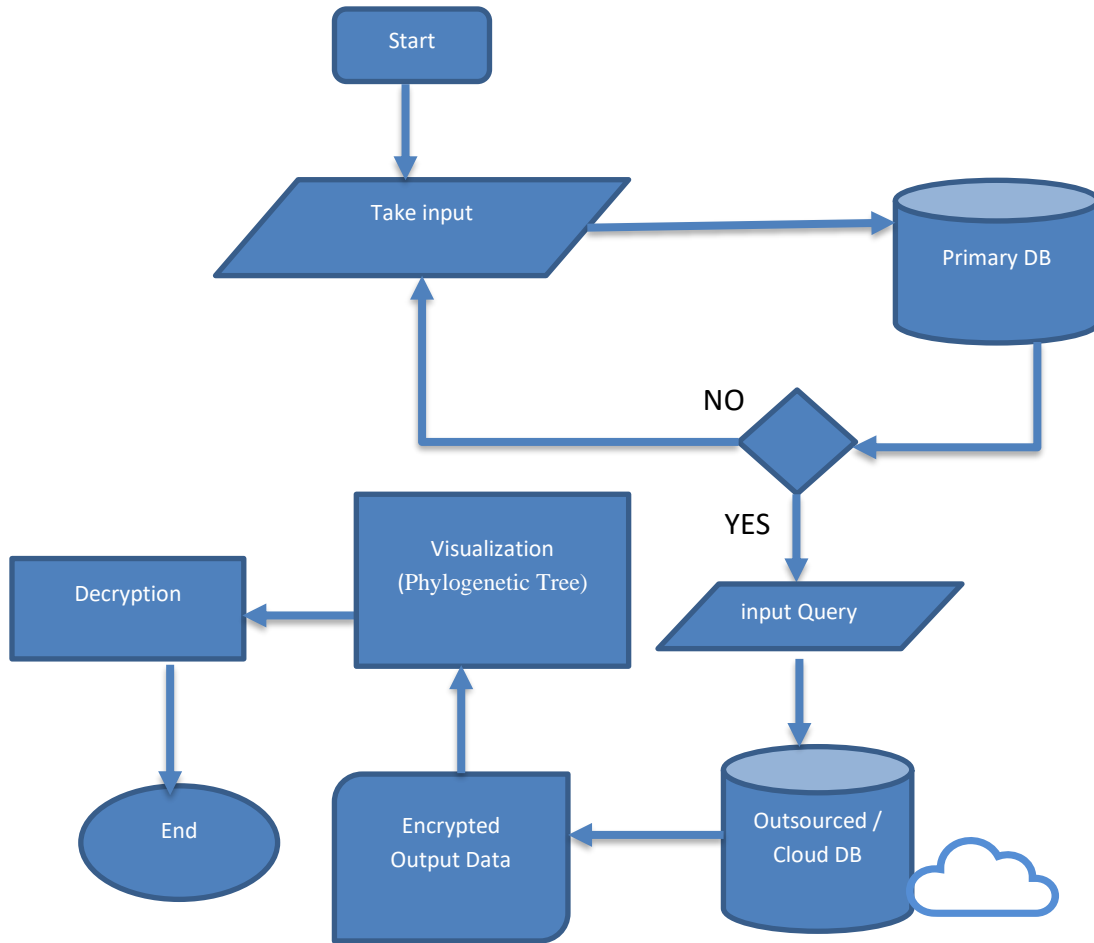 Start
Take input
Primary DB
NO
YES
input Query
Outsourced /
Cloud DB
Encrypted
Output Data
Visualization
(Phylogenetic Tree)
Decryption
End